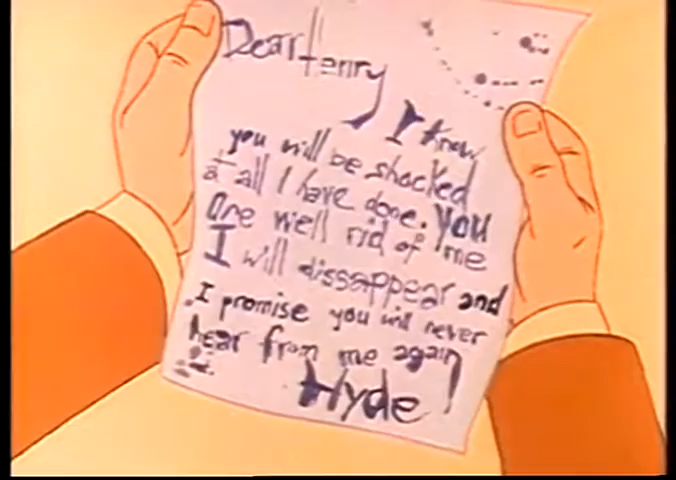 Dear Henry
I know
you will be shocked
at all I have done. You
are well rid of me
I will dissappear and
I promise you will never
hear from me again
Hyde!